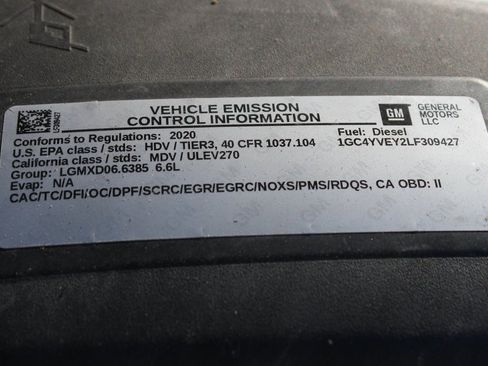 VEHICLE EMISSION
CONTROL INFORMATION
GM
GENERAL
MOTORS
LLC
Conforms to Regulations: 2020
Fuel: Diesel
U.S. EPA class / stds: HDV / TIER3, 40 CFR 1037.104
1GC4YVEY2LF309427
California class / stds: MDV / ULEV270
Group: LGMXD06.6385 6.6L
Evap: N/A
CAC/TC/DFI/OC/DPF/SCRC/EGR/EGRC/NOXS/PMS/RDQS, CA OBD: II